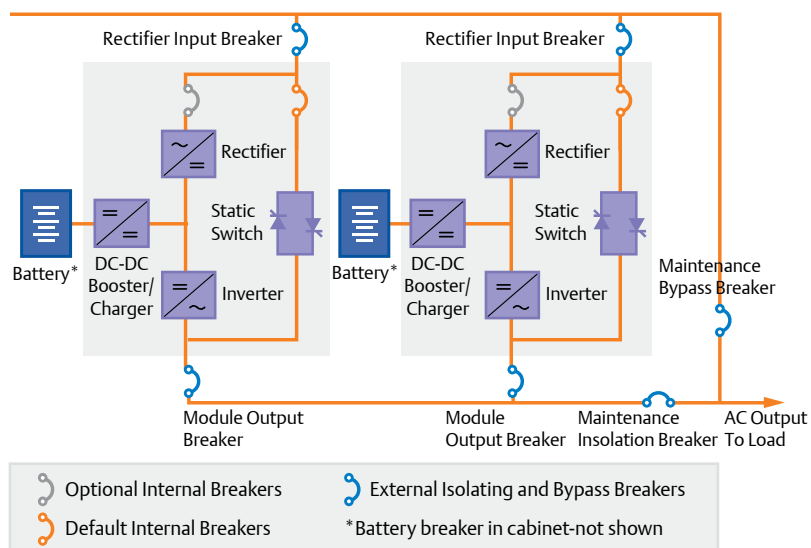 Rectifier Input Breaker
Rectifier Input Breaker
Rectifier
Rectifier
Static
Switch
Static
Switch
Battery*
DC-DC
Booster/
Charger
Inverter
Battery*
DC-DC
Booster/
Charger
Inverter
Maintenance
Bypass Breaker
Module Output
Breaker
Module
Output Breaker
Maintenance
Insolation Breaker
AC Output
To Load
Optional Internal Breakers
External Isolating and Bypass Breakers
Default Internal Breakers
*Battery breaker in cabinet-not shown